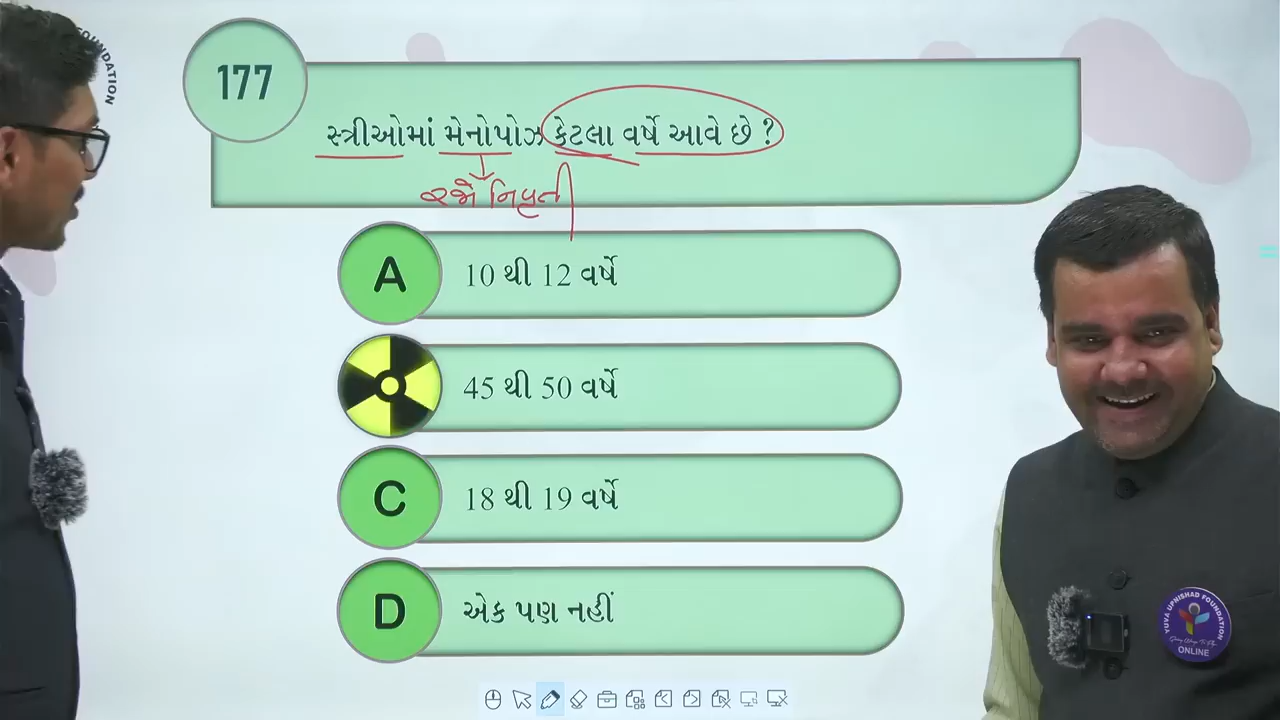 FOUNDATION
177
સ્ત્રીઓમાં મેનોપોઝ કેટલા વર્ષે આવે છે ?
રજો નિવૃતી
A
10 થી 12 વર્ષે
45 થી 50 વર્ષે
C
18 થી 19 વર્ષે
D
એક પણ નહીં
YUVA UPNISHAD FOUNDATION
ONLINE